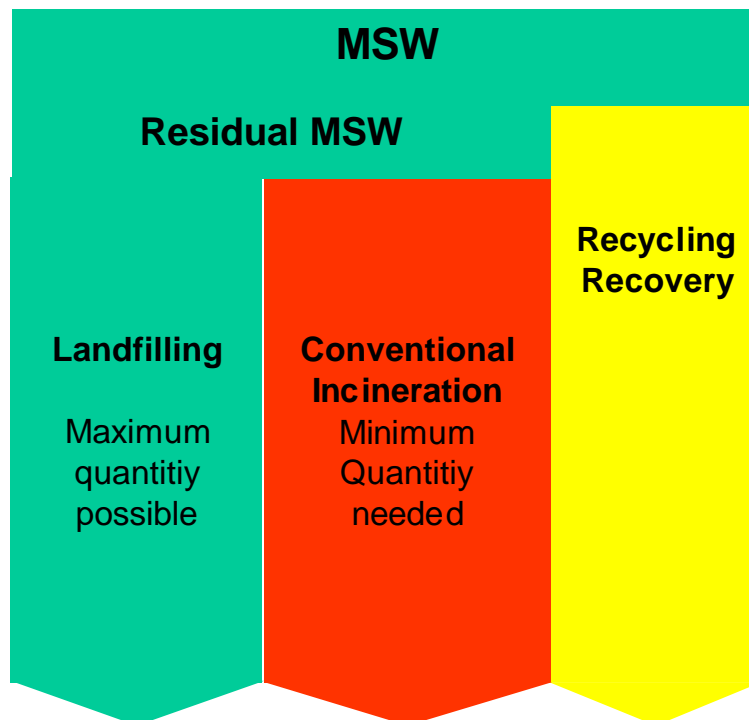 MSW
Residual MSW
Recycling
Recovery
Landfilling
Maximum
quantitiy
possible
Conventional
Incineration
Minimum
Quantitiy
needed